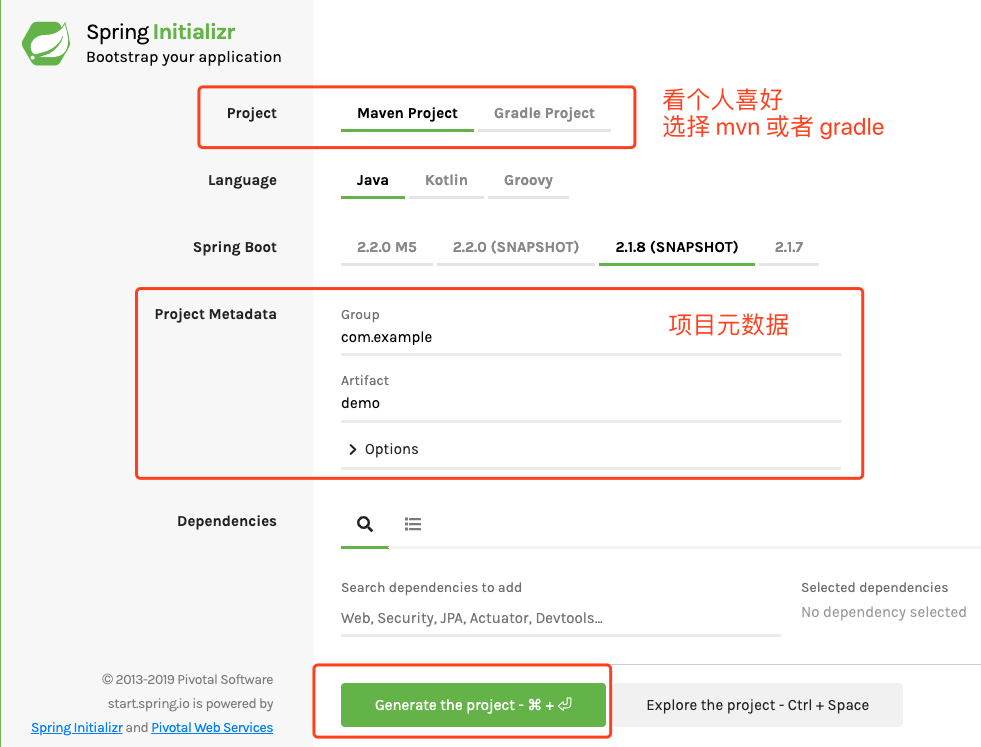 Spring Initializr
Bootstrap your application
Project
Maven Project
Gradle Project
看个人喜好
选择 mvn 或者 gradle
Language
Java
Kotlin
Groovy
Spring Boot
2.2.0 M5
2.2.0 (SNAPSHOT)
2.1.8 (SNAPSHOT)
2.1.7
Project Metadata
Group
com.example
项目元数据
Artifact
demo
Options
Dependencies
Search dependencies to add
Web, Security, JPA, Actuator, Devtools...
Selected dependencies
No dependency selected
© 2013-2019 Pivotal Software
start.spring.io is powered by
Spring Initializr and Pivotal Web Services
Generate the project - ⌘ + ⏎
Explore the project - Ctrl + Space